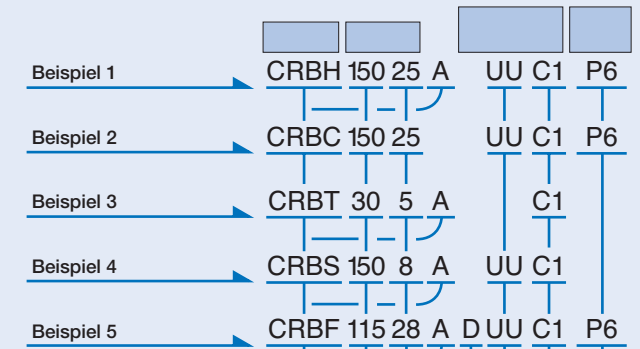 Beispiel 1 CRBH 150 25 A UU C1 P6
Beispiel 2 CRBC 150 25 UU C1 P6
Beispiel 3 CRBT 30 5 A C1
Beispiel 4 CRBS 150 8 A UU C1
Beispiel 5 CRBF 115 28 A D UU C1 P6